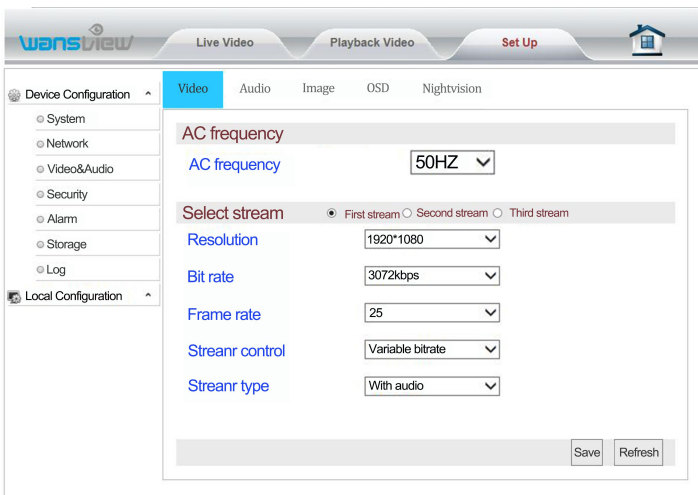 wansview
Live Video Playback Video Set Up
Device Configuration
System
Network
Video&Audio
Security
Alarm
Storage
Log
Local Configuration
Video Audio Image OSD Nightvision
AC frequency
AC frequency 50HZ
Select stream First stream Second stream Third stream
Resolution 1920*1080
Bit rate 3072kbps
Frame rate 25
Streanr control Variable bitrate
Streanr type With audio
Save Refresh